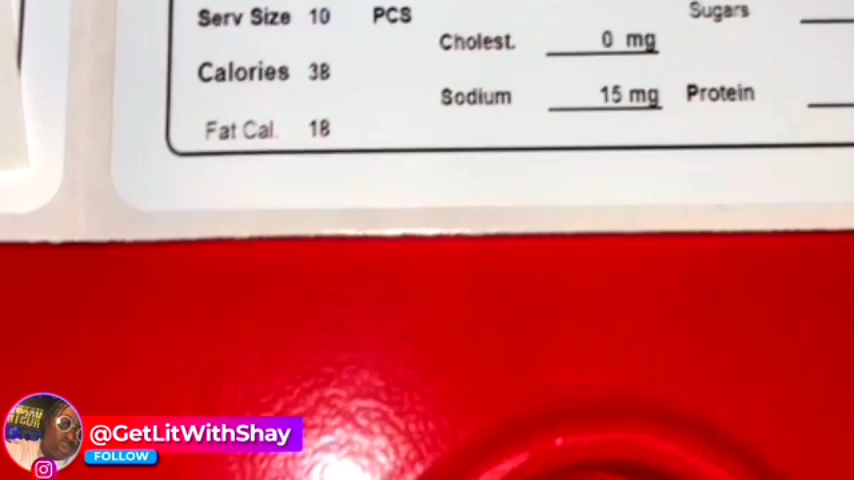 Serv Size 10 PCS
Calories 38
Fat Cal. 18
Cholest. 0 mg
Sodium 15 mg
Sugars
Protein
@GetLitWithShay
FOLLOW